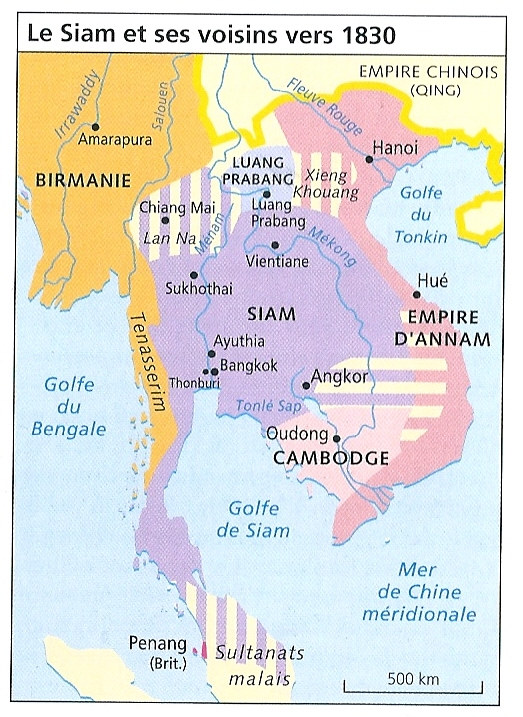 Le Siam et ses voisins vers 1830
EMPIRE CHINOIS
(QING)
Irrawaddy
Salouen
Fleuve Rouge
Amarapura
Hanoi
BIRMANIE
LUANG
PRABANG
Xieng
Khouang
Chiang Mai
Luang
Prabang
Golfe
du
Tonkin
Lan Na
Ménam
Mékong
Vientiane
Sukhothai
Hué
SIAM
EMPIRE
D'ANNAM
Tenasserim
Ayuthia
Bangkok
Thonburi
Angkor
Golfe
du
Bengale
Tonlé Sap
Oudong
CAMBODGE
Golfe
de Siam
Mer
de Chine
méridionale
Penang
(Brit.)
Sultanats
malais
500 km